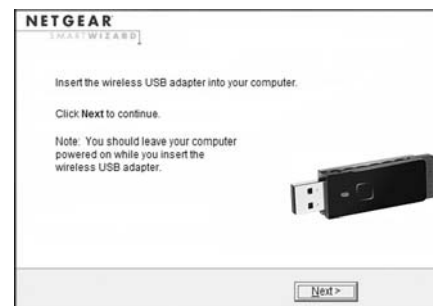 NETGEAR
SMARTWIZARD
Insert the wireless USB adapter into your computer.
Click Next to continue.
Note: You should leave your computer
powered on while you insert the
wireless USB adapter.
Next >